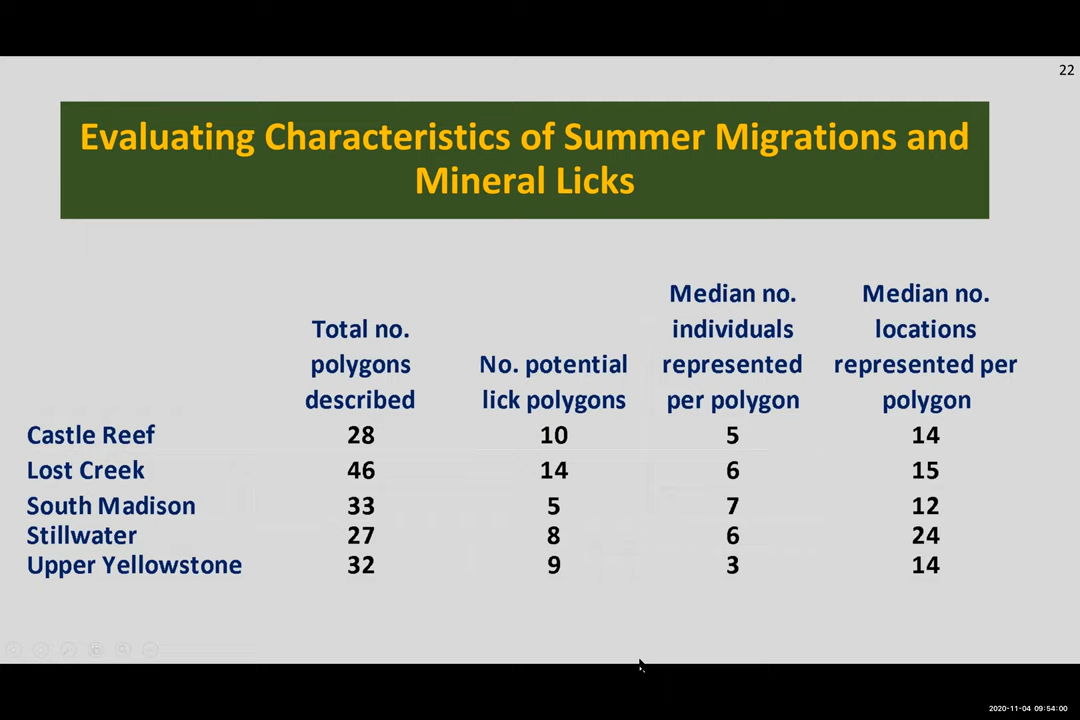 22
Evaluating Characteristics of Summer Migrations and
Mineral Licks
Median no. Median no.
Total no. individuals locations
polygons No. potential represented represented per
described lick polygons per polygon polygon
Castle Reef 28 10 5 14
Lost Creek 46 14 6 15
South Madison 33 5 7 12
Stillwater 27 8 6 24
Upper Yellowstone 32 9 3 14
2020-11-04 09:54:00